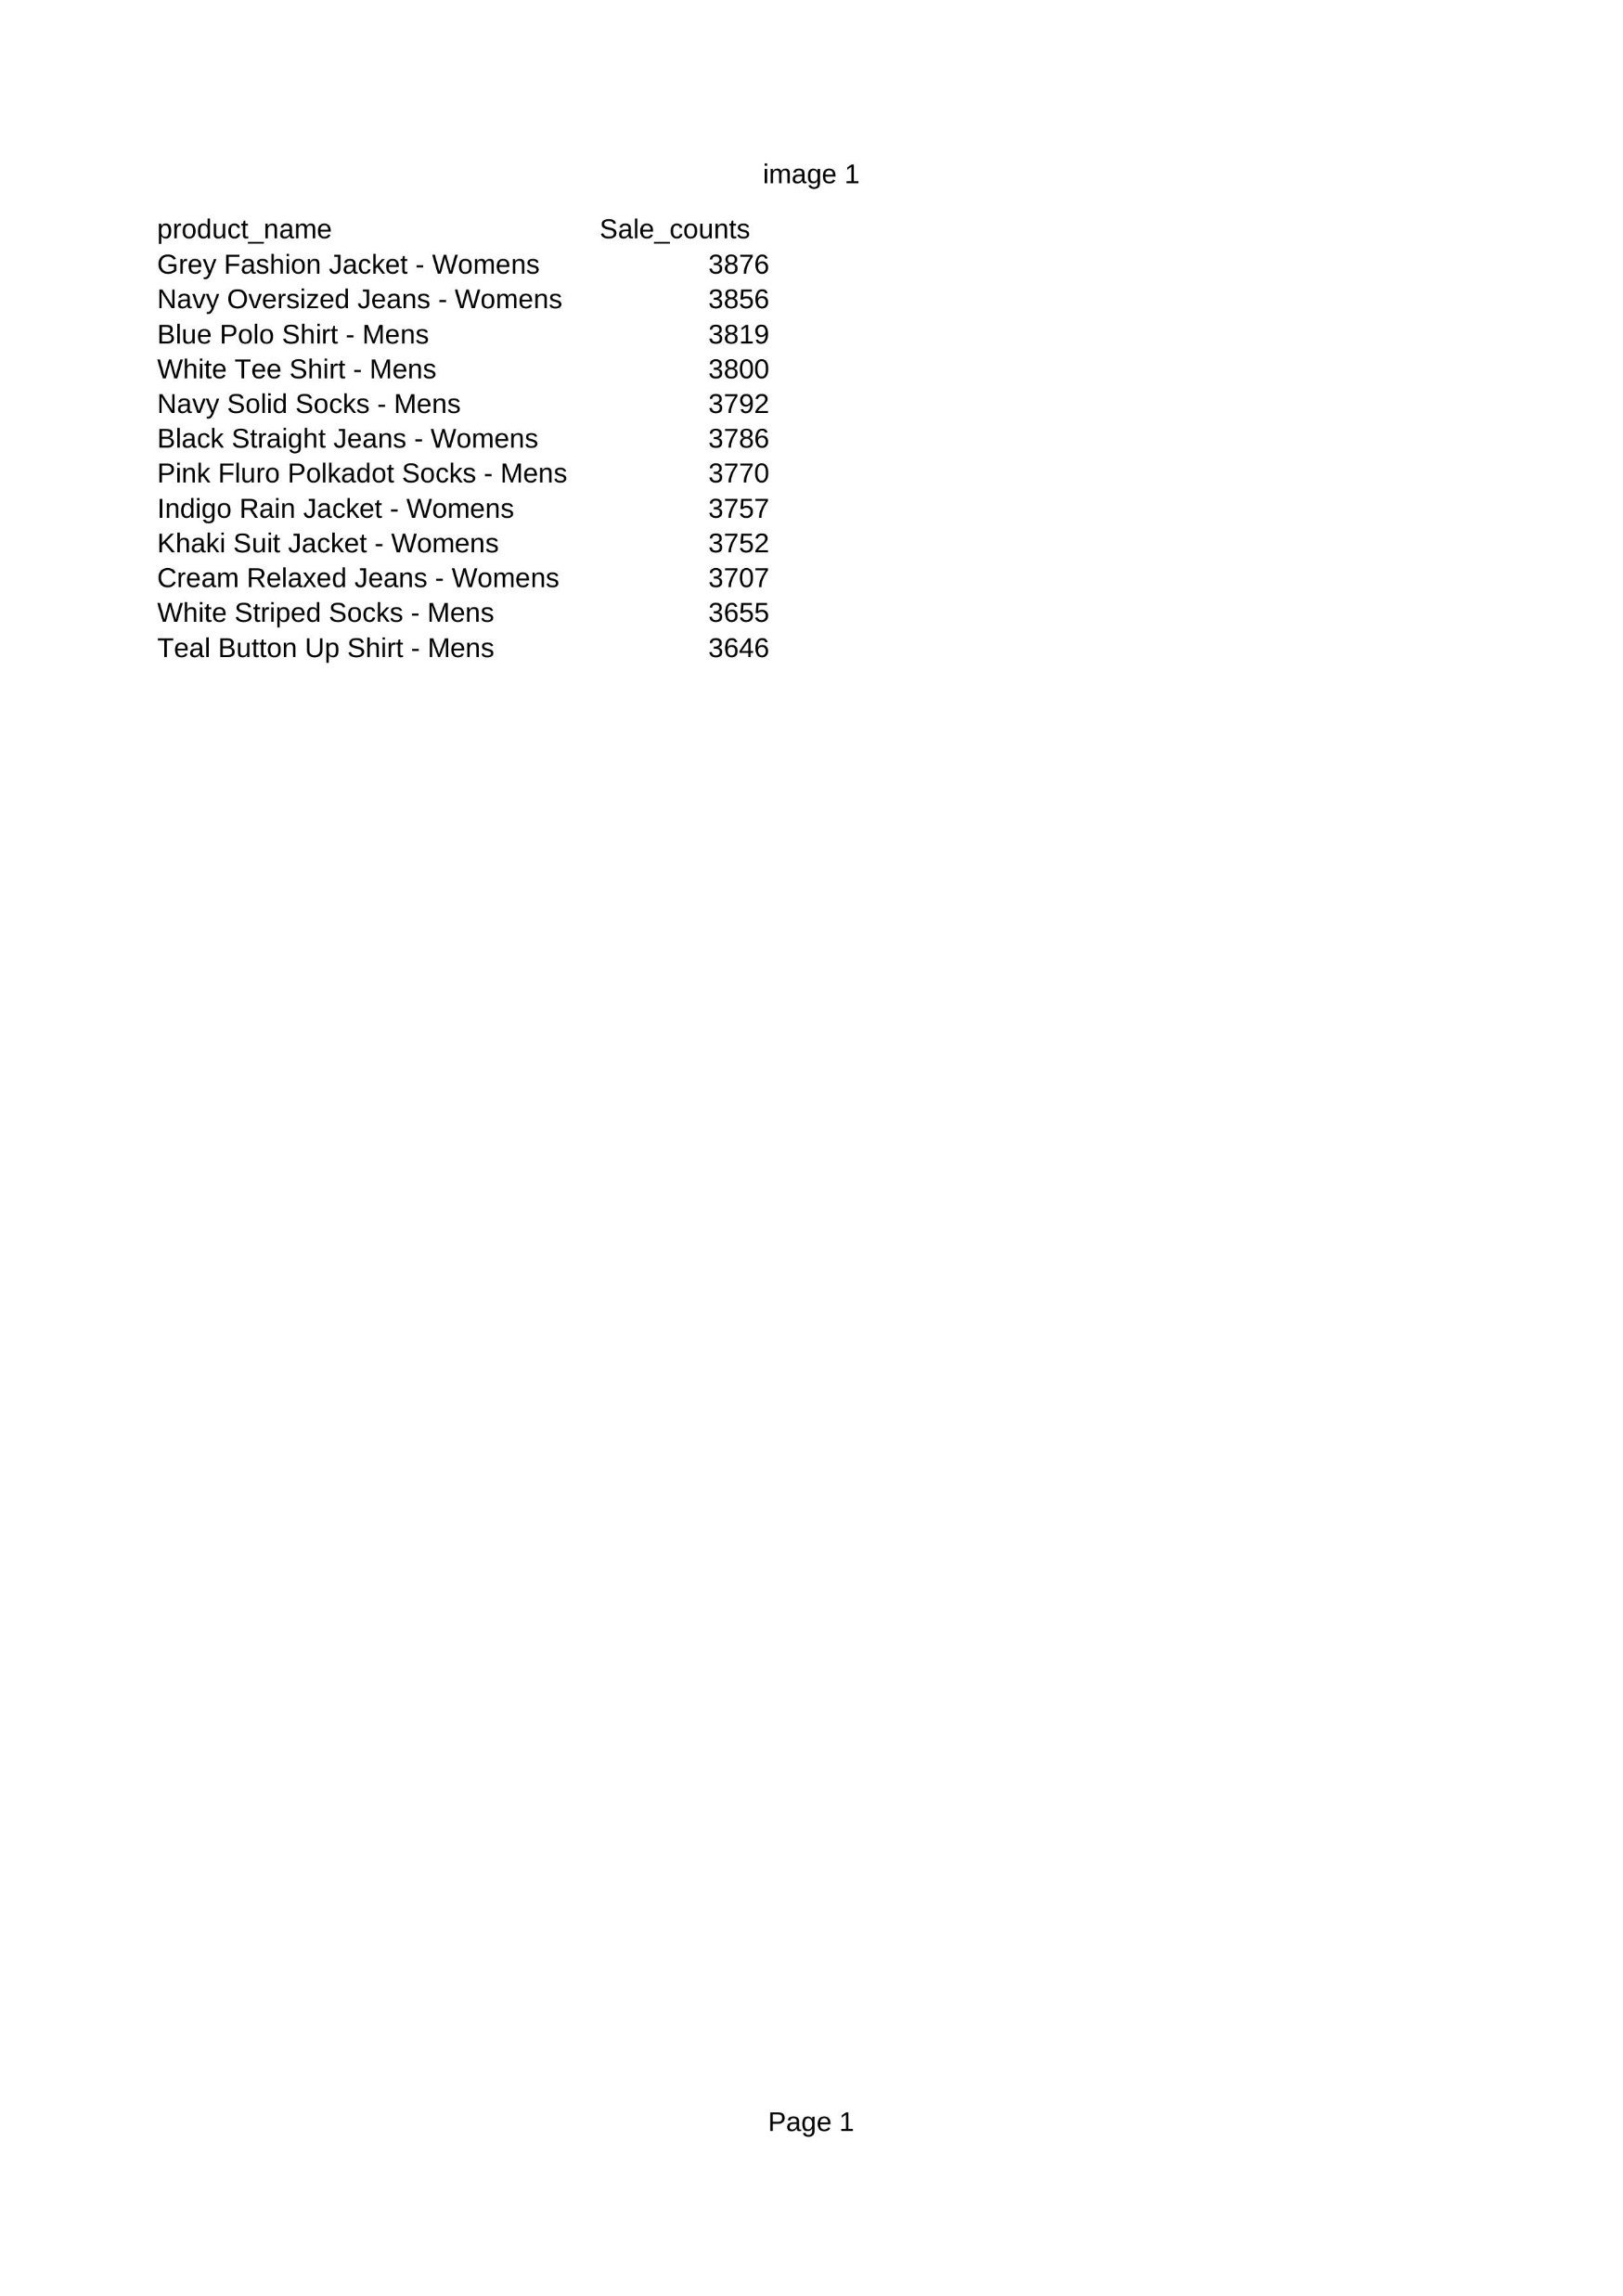 image 1
product_name Sale_counts
Grey Fashion Jacket - Womens 3876
Navy Oversized Jeans - Womens 3856
Blue Polo Shirt - Mens 3819
White Tee Shirt - Mens 3800
Navy Solid Socks - Mens 3792
Black Straight Jeans - Womens 3786
Pink Fluro Polkadot Socks - Mens 3770
Indigo Rain Jacket - Womens 3757
Khaki Suit Jacket - Womens 3752
Cream Relaxed Jeans - Womens 3707
White Striped Socks - Mens 3655
Teal Button Up Shirt - Mens 3646
Page 1